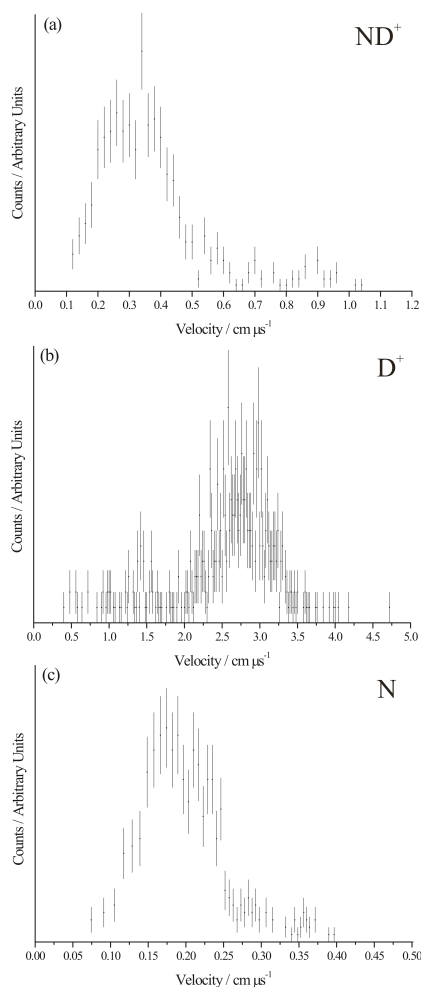 (a)
ND⁺
Counts / Arbitrary Units
0.0 0.1 0.2 0.3 0.4 0.5 0.6 0.7 0.8 0.9 1.0 1.1 1.2
Velocity / cm μs⁻¹
(b)
D⁺
Counts / Arbitrary Units
0.0 0.5 1.0 1.5 2.0 2.5 3.0 3.5 4.0 4.5 5.0
Velocity / cm μs⁻¹
(c)
N
Counts / Arbitrary Units
0.00 0.05 0.10 0.15 0.20 0.25 0.30 0.35 0.40 0.45 0.50
Velocity / cm μs⁻¹